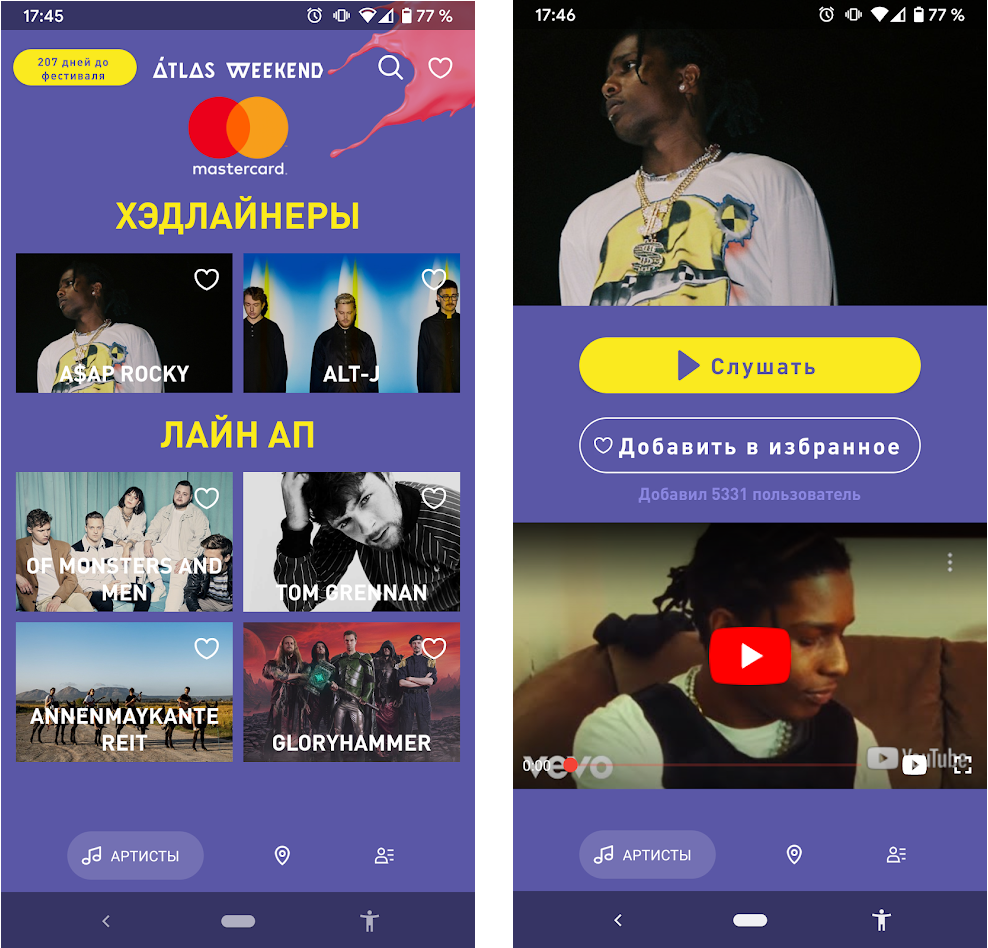 17:45
77 %
207 дней до
фестиваля
ÁTLAS WEEKEND
mastercard.
ХЭДЛАЙНЕРЫ
A$AP ROCKY
ALT-J
ЛАЙН АП
OF MONSTERS AND
MEN
TOM GRENNAN
ANNENMAYKANTE
REIT
GLORYHAMMER
АРТИСТЫ
17:46
77 %
Слушать
Добавить в избранное
Добавил 5331 пользователь
0:00
vevo
YouTube
АРТИСТЫ